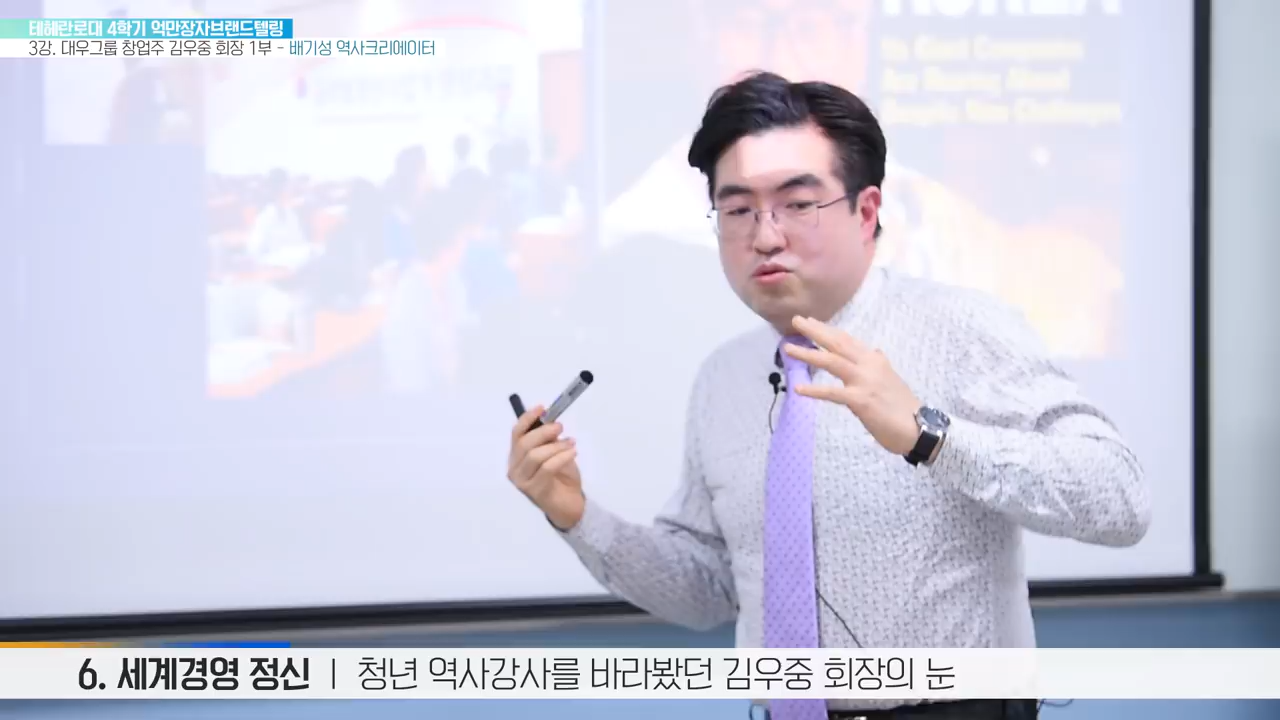 테헤란로대 4학기 억만장자브랜드텔링
3강. 대우그룹 창업주 김우중 회장 1부 - 배기성 역사크리에이터
6. 세계경영 정신 | 청년 역사강사를 바라봤던 김우중 회장의 눈